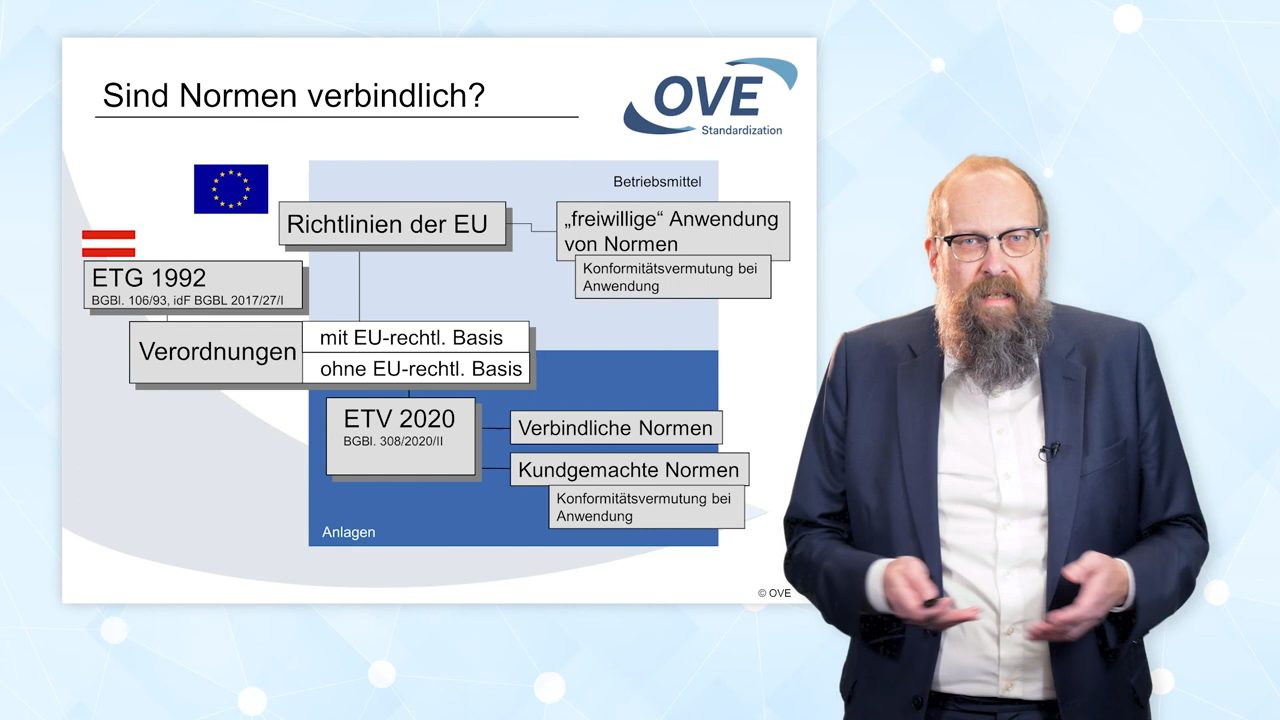 Sind Normen verbindlich?
OVE
Standardization
Betriebsmittel
Richtlinien der EU
„freiwillige“ Anwendung
von Normen
Konformitätsvermutung bei
Anwendung
ETG 1992
BGBl. 106/93, idF BGBL 2017/27/I
Verordnungen
mit EU-rechtl. Basis
ohne EU-rechtl. Basis
ETV 2020
BGBl. 308/2020/II
Verbindliche Normen
Kundgemachte Normen
Konformitätsvermutung bei
Anwendung
Anlagen
© OVE